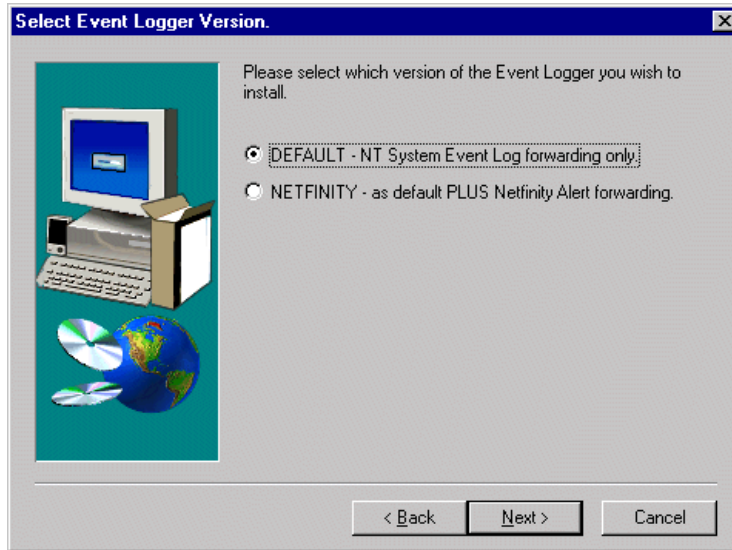 Select Event Logger Version.
Please select which version of the Event Logger you wish to
install.
DEFAULT - NT System Event Log forwarding only.
NETFINITY - as default PLUS Netfinity Alert forwarding.
< Back
Next >
Cancel